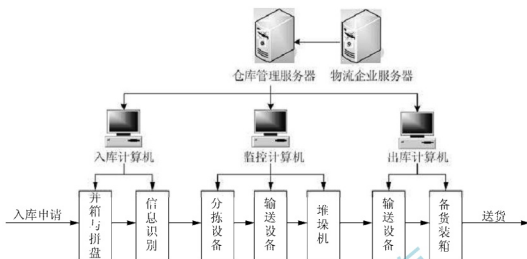 仓库管理服务器 物流企业服务器
入库计算机 监控计算机 出库计算机
入库申请 并箱与拼盘 信息识别 分拣设备 输送设备 堆垛机 输送设备 备货装箱 送货